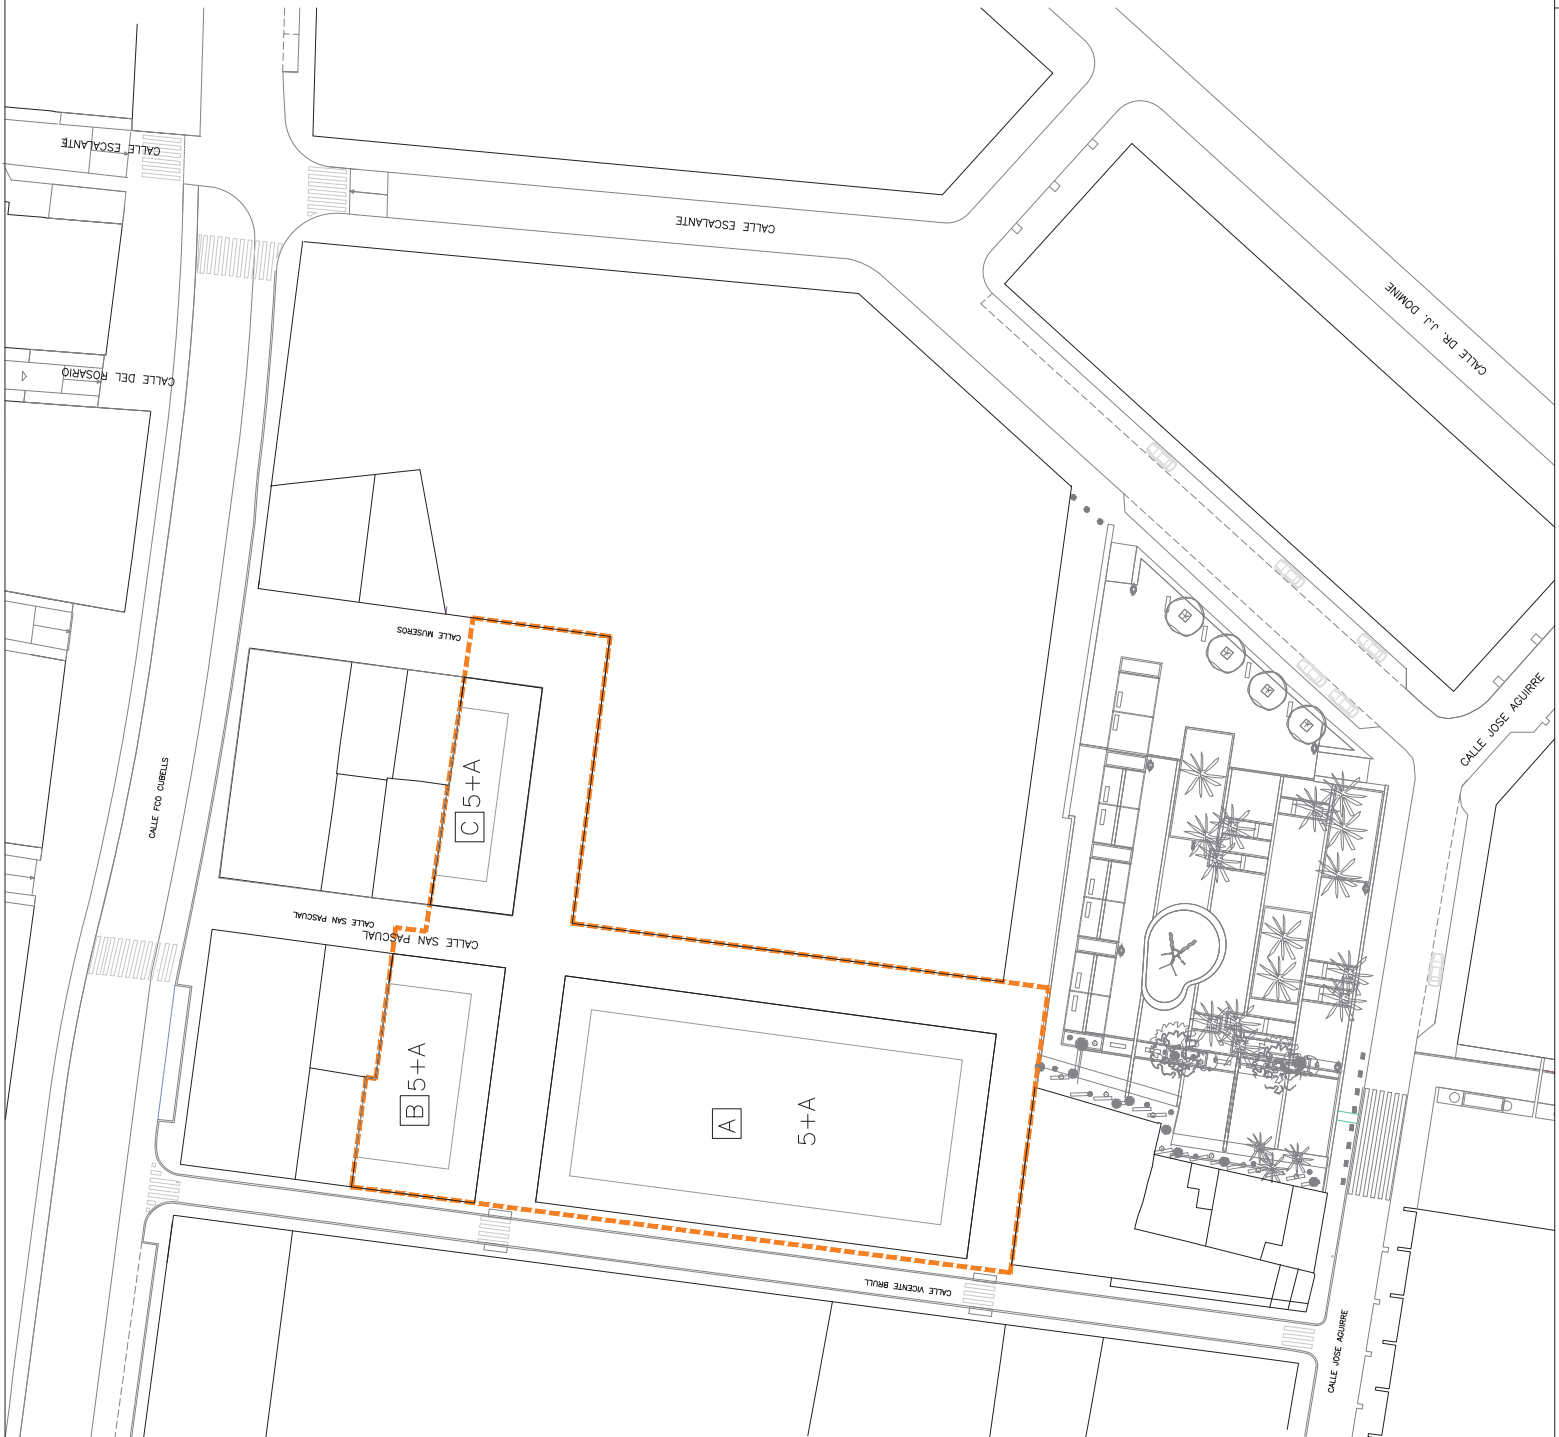 CALLE ESCALANTE
CALLE ESCALANTE
CALLE DR. J.J. DOMINE
CALLE DEL ROSARIO
CALLE MUSEROS
CALLE JOSE AGUIRRE
CALLE FCO CUBELLS
C 5+A
CALLE SAN PASCUAL
CALLE SAN PASCUAL
B 5+A
A
5+A
CALLE VICENTE BRULL
CALLE JOSE AGUIRRE